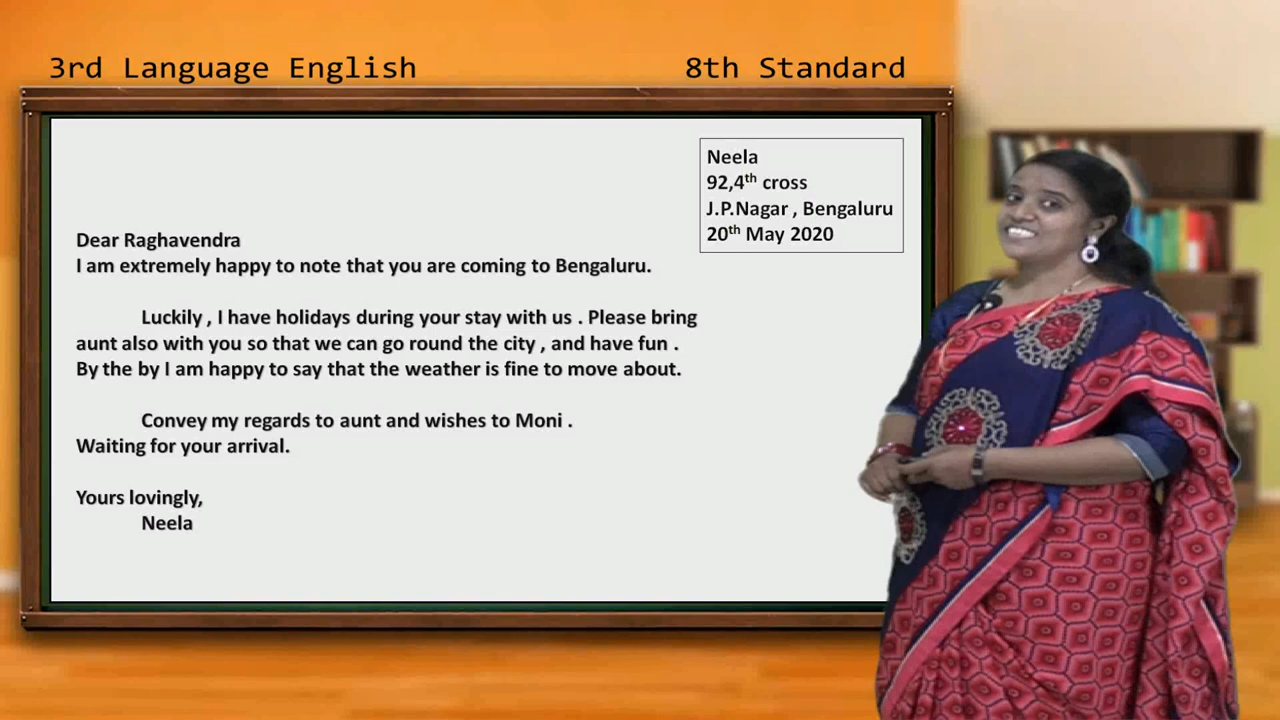 3rd Language English
8th Standard
Neela
92,4th cross
J.P.Nagar , Bengaluru
20th May 2020
Dear Raghavendra
I am extremely happy to note that you are coming to Bengaluru.
Luckily , I have holidays during your stay with us . Please bring
aunt also with you so that we can go round the city , and have fun .
By the by I am happy to say that the weather is fine to move about.
Convey my regards to aunt and wishes to Moni .
Waiting for your arrival.
Yours lovingly,
Neela